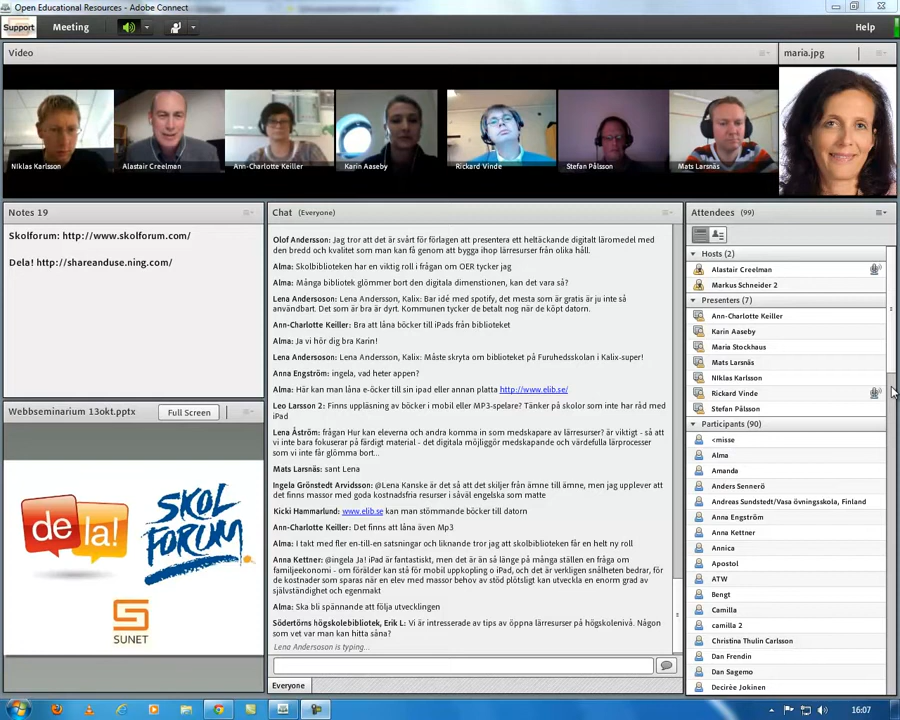 Open Educational Resources - Adobe Connect
Support
Meeting
Help
Video
maria.jpg
Niklas Karlsson
Alastair Creelman
Ann-Charlotte Keiller
Karin Aaseby
Rickard Vinde
Stefan Pålsson
Mats Larsnäs
Notes 19
Skolforum: http://www.skolforum.com/
Dela! http://shareanduse.ning.com/
Webbseminarium 13okt.pptx
Full Screen
de
la!
SKOL
FORUM
SUNET
Chat (Everyone)
Olof Andersson: Jag tror att det är svårt för förlagen att presentera ett heltäckande digitalt läromedel med
den bredd och kvalitet som man kan få genom att bygga ihop lärresurser från olika håll.
Alma: Skolbiblioteken har en viktig roll i frågan om OER tycker jag
Alma: Många bibliotek glömmer bort den digitala dimenstionen, kan det vara så?
Lena Andersoson: Lena Andersson, Kalix: Bar idé med spotify, det mesta som är gratis är ju inte så
användbart. Det som är bra är dyrt. Kommunen tycker de betalt nog när de köpt datorn.
Ann-Charlotte Keiller: Bra att låna böcker till iPads från biblioteket
Alma: Ja vi hör dig bra Karin!
Lena Andersoson: Lena Andersson, Kalix: Måste skryta om biblioteket på Furuhedsskolan i Kalix-super!
Anna Engström: ingela, vad heter appen?
Alma: Här kan man låna e-öcker till sin ipad eller annan platta http://www.elib.se/
Leo Larsson 2: Finns uppläsning av böcker i mobil eller MP3-spelare? Tänker på skolor som inte har råd med
iPad
Lena Åström: frågan Hur kan eleverna och andra komma in som medskapare av lärresurser? är viktigt - så att
vi inte bara fokuserar på färdigt material - det digitala möjliggör medskapande och värdefulla lärprocesser
som vi inte får glömma bort...
Mats Larsnäs: sant Lena
Ingela Grönstedt Arvidsson: @Lena Kanske är det så att det skiljer från ämne till ämne, men jag upplever att
det finns massor med goda kostnadsfria resurser i såväl engelska som matte
Kicki Hammarlund: www.elib.se kan man stömmande böcker till datorn
Ann-Charlotte Keiller: Det finns att låna även Mp3
Alma: I takt med fler en-till-en satsningar och liknande tror jag att skolbiblioteken får en helt ny roll
Anna Kettner: @ingela Ja! iPad är fantastiskt, men det är än så länge på många ställen en fråga om
familjeekonomi - om förälder kan stå för mobil uppkopling o iPad, och det är verkligen snålheten bedrar, för
de kostnader som sparas när en elev med massor behov av stöd plötsligt kan utveckla en enorm grad av
självständighet och egenmakt
Alma: Ska bli spännande att följa utvecklingen
Södertörns högskolebibliotek, Erik L: Vi är intresserade av tips av öppna lärresurser på högskolenivå. Någon
som vet var man kan hitta såna?
Lena Andersoson is typing...
Everyone
Attendees (99)
Hosts (2)
Alastair Creelman
Markus Schneider 2
Presenters (7)
Ann-Charlotte Keiller
Karin Aaseby
Maria Stockhaus
Mats Larsnäs
Niklas Karlsson
Rickard Vinde
Stefan Pålsson
Participants (90)
<misse
Alma
Amanda
Anders Sennerö
Andreas Sundstedt/Vasa övningsskola, Finland
Anna Engström
Anna Kettner
Annica
Apostol
ATW
Bengt
Camilla
camilla 2
Christina Thulin Carlsson
Dan Frendin
Dan Sagemo
Decirèe Jokinen
16:07